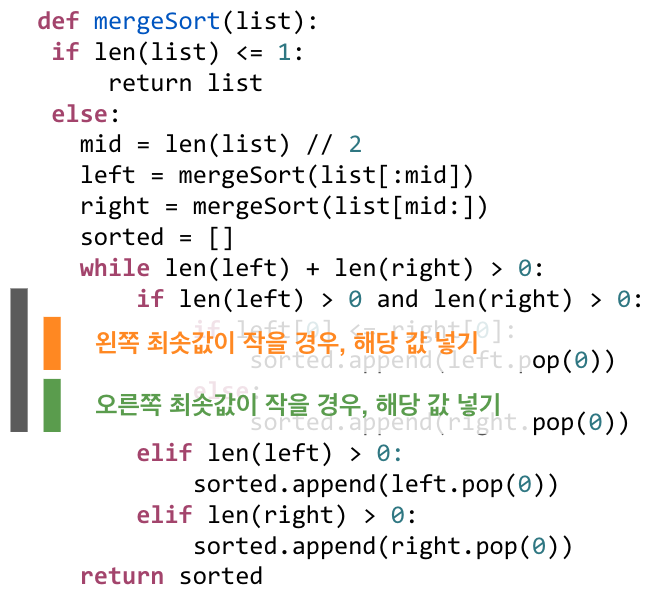 def mergeSort(list):
if len(list) <= 1:
return list
else:
mid = len(list) // 2
left = mergeSort(list[:mid])
right = mergeSort(list[mid:])
sorted = []
while len(left) + len(right) > 0:
if len(left) > 0 and len(right) > 0:
if left[0] <= right[0]:
왼쪽 최솟값이 작을 경우, 해당 값 넣기
sorted.append(left.pop(0))
else:
오른쪽 최솟값이 작을 경우, 해당 값 넣기
sorted.append(right.pop(0))
elif len(left) > 0:
sorted.append(left.pop(0))
elif len(right) > 0:
sorted.append(right.pop(0))
return sorted